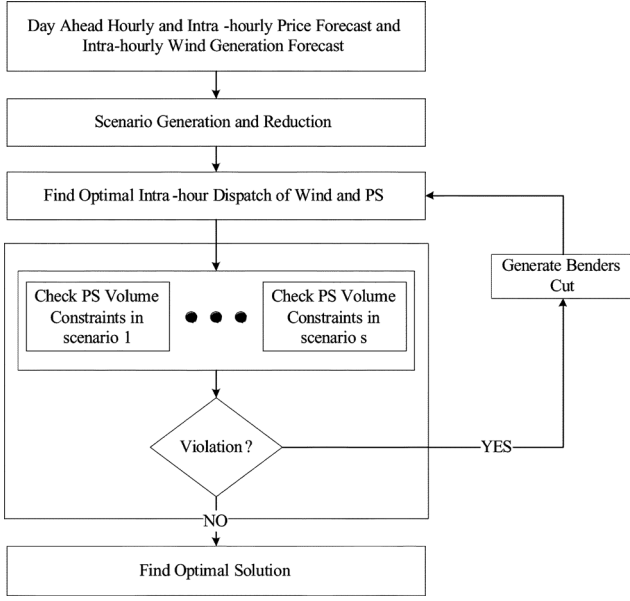 Day Ahead Hourly and Intra -hourly Price Forecast and
Intra-hourly Wind Generation Forecast
Scenario Generation and Reduction
Find Optimal Intra -hour Dispatch of Wind and PS
Generate Benders
Cut
Check PS Volume
Constraints in
scenario 1
Check PS Volume
Constraints in
scenario s
Violation ?
YES
NO
Find Optimal Solution